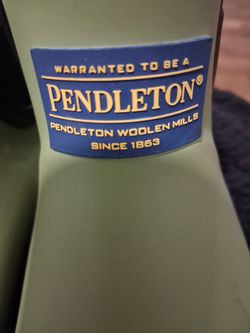 WARRANTED TO BE A
PENDLETON®
PENDLETON WOOLEN MILLS
SINCE 1863